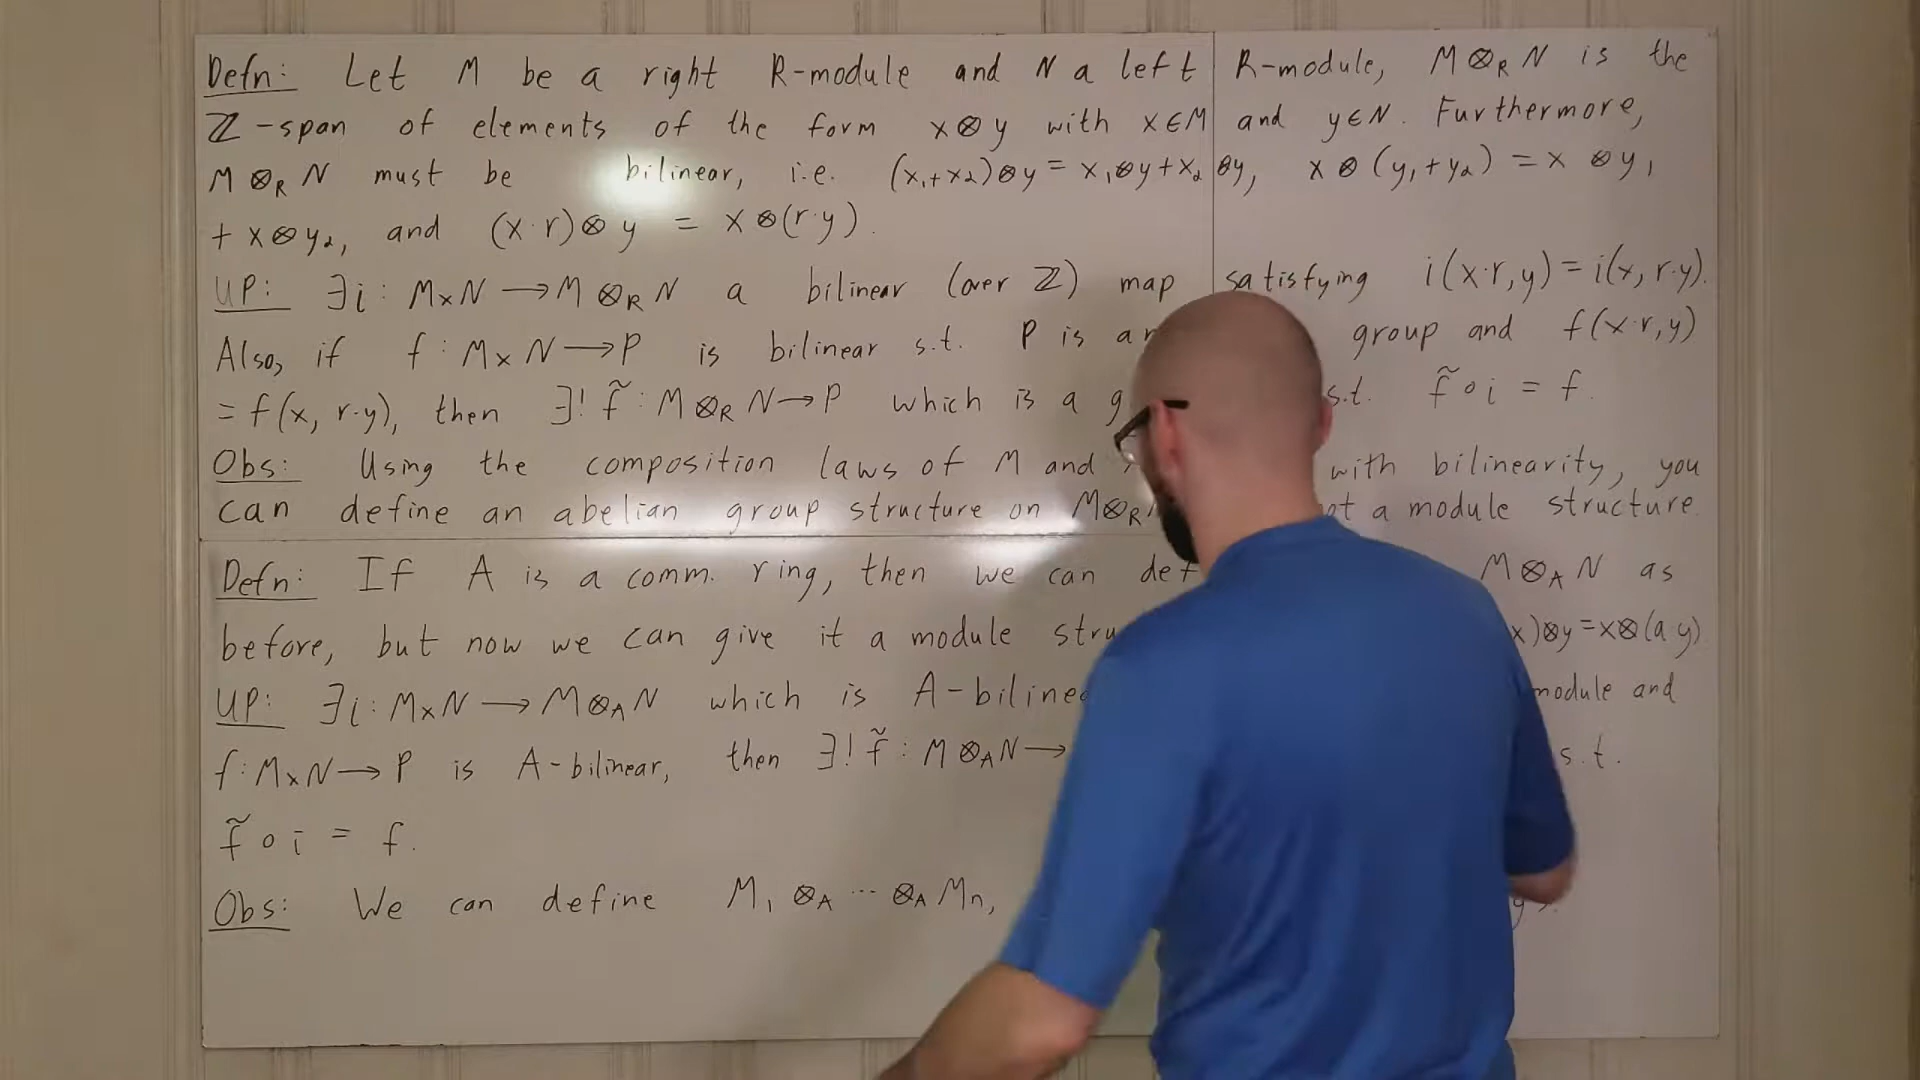 Defn: Let M be a right R-module and N a left R-module, M ⊗_R N is the
ℤ-span of elements of the form x⊗y with x∈M and y∈N. Furthermore,
M ⊗_R N must be bilinear, i.e. (x₁+x₂)⊗y = x₁⊗y+x₂⊗y, x⊗(y₁+y₂) = x⊗y₁
+ x⊗y₂, and (x·r)⊗y = x⊗(r·y).
UP: ∃i: M×N → M ⊗_R N a bilinear (over ℤ) map satisfying i(x·r,y) = i(x, r·y).
Also, if f: M×N → P is bilinear s.t. P is group and f(x·r,y)
= f(x, r·y), then ∃! f̃: M ⊗_R N → P which is a s.t. f̃∘i = f.
Obs: Using the composition laws of M and with bilinearity, you
can define an abelian group structure on M⊗_R a module structure.
Defn: If A is a comm. ring, then we can M ⊗_A N as
before, but now we can give it a module x)⊗y=x⊗(a·y)
UP: ∃i: M×N → M⊗_A N which is module and
f: M×N → P is A-bilinear, then ∃! f̃: M ⊗_A N → s.t.
f̃∘i = f.
Obs: We can define M₁ ⊗_A ⋯ ⊗_A Mₙ,